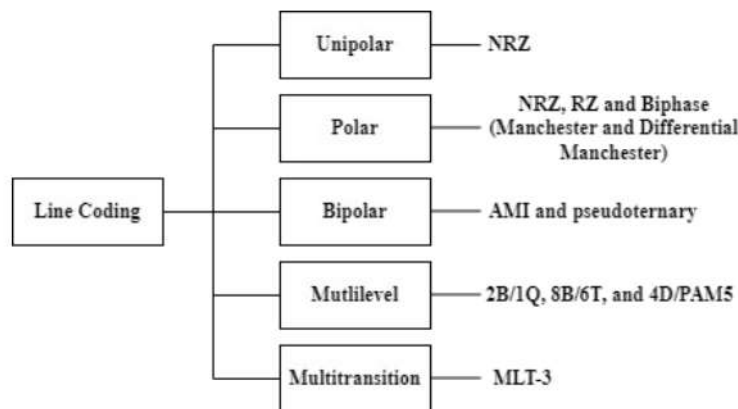 Unipolar
NRZ
NRZ, RZ and Biphase
Polar
(Manchester and Differential
Manchester)
Line Coding
Bipolar
AMI and pseudoternary
Mutlilevel
2B/1Q, 8B/6T, and 4D/PAM5
Multitransition
MLT-3